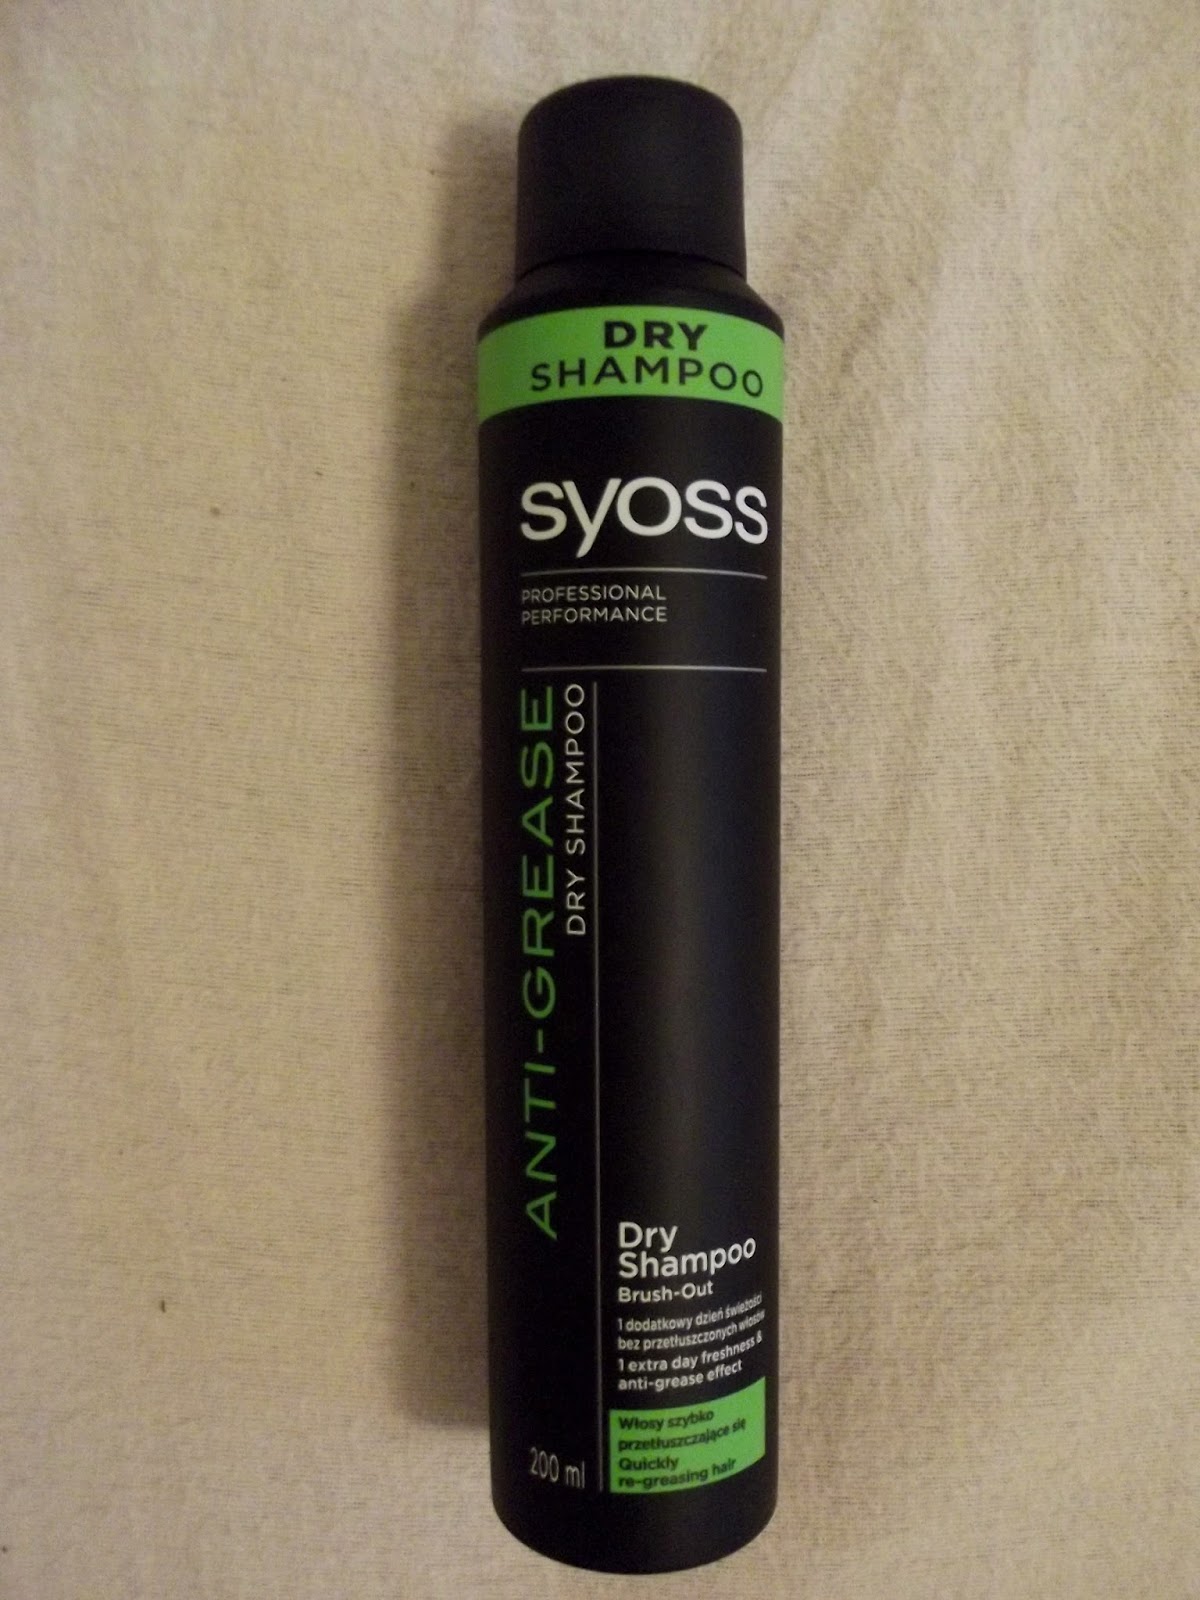 DRY
SHAMPOO
syoss
PROFESSIONAL
PERFORMANCE
ANTI-GREASE
DRY SHAMPOO
Dry
Shampoo
Brush-Out
1 dodatkowy dzień świeżości
bez przetłuszczonych włosów
1 extra day freshness &
anti-grease effect
Włosy szybko
przetłuszczające się
Quickly
re-greasing hair
200 ml